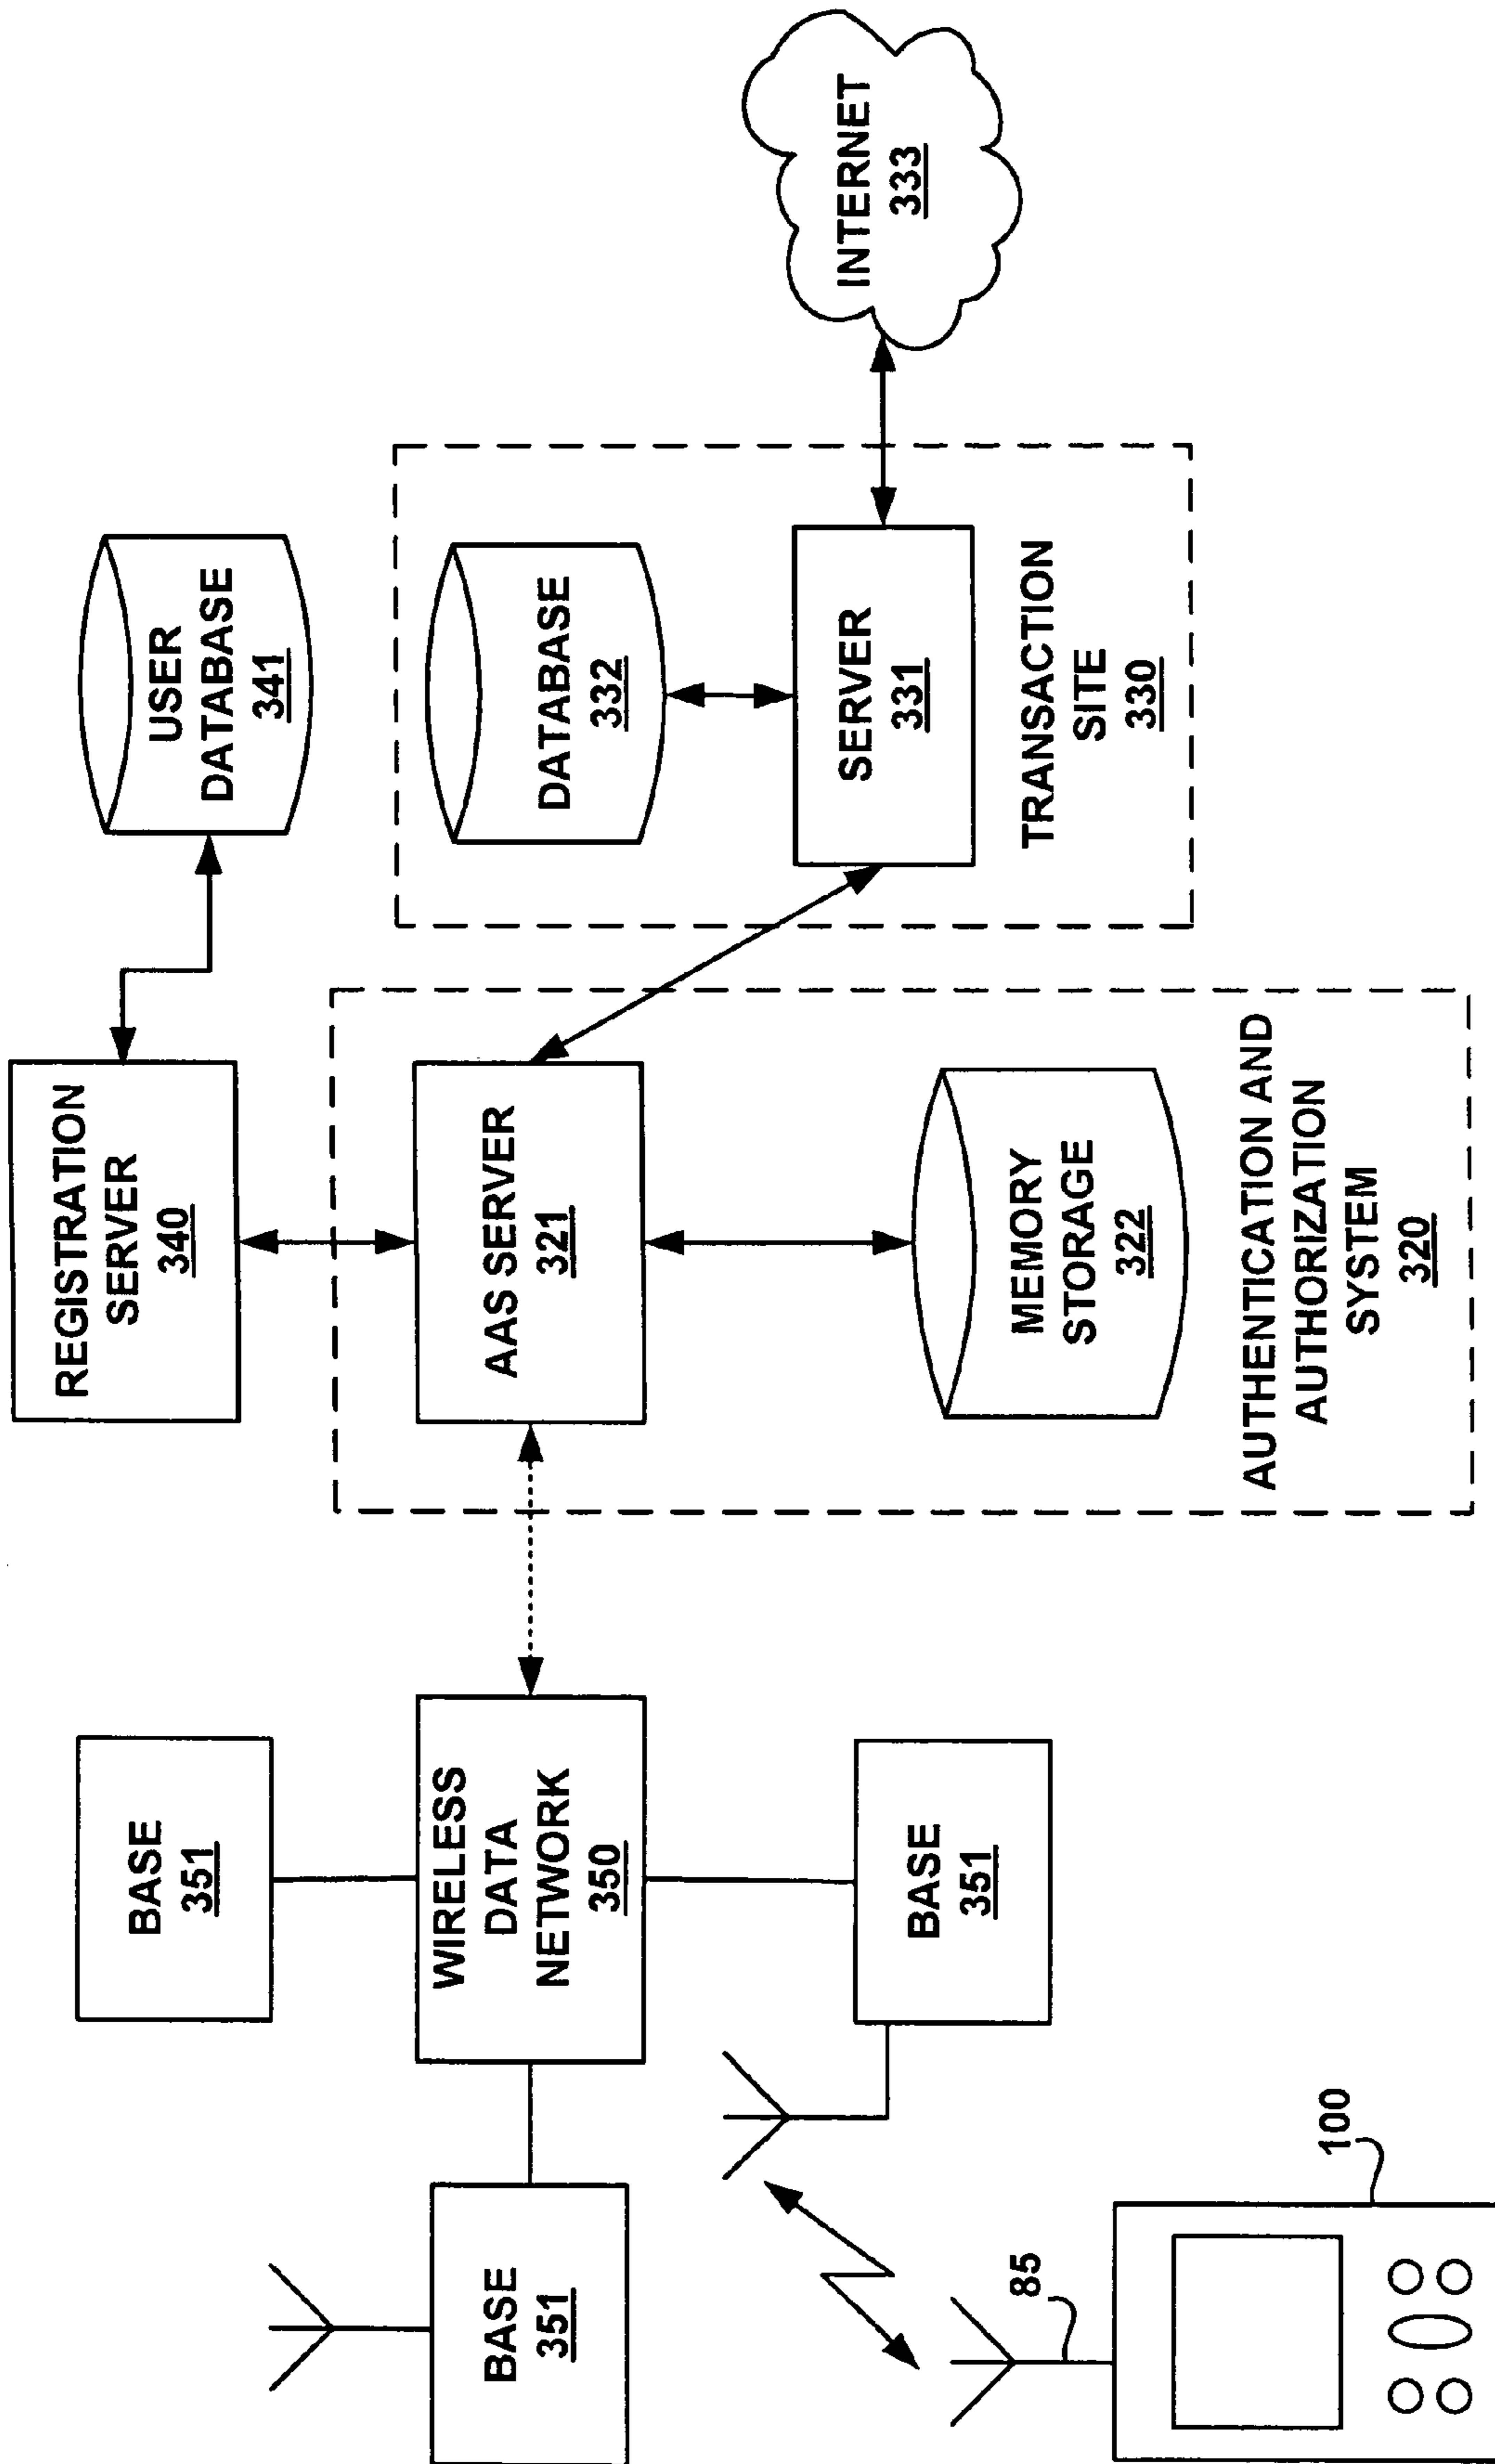 REGISTRATION
SERVER
340
USER
DATABASE
341
BASE
351
BASE
351
WIRELESS
DATA
NETWORK
350
BASE
351
AAS SERVER
321
MEMORY
STORAGE
322
AUTHENTICATION AND
AUTHORIZATION
SYSTEM
320
DATABASE
332
SERVER
331
TRANSACTION
SITE
330
INTERNET
333
85
100